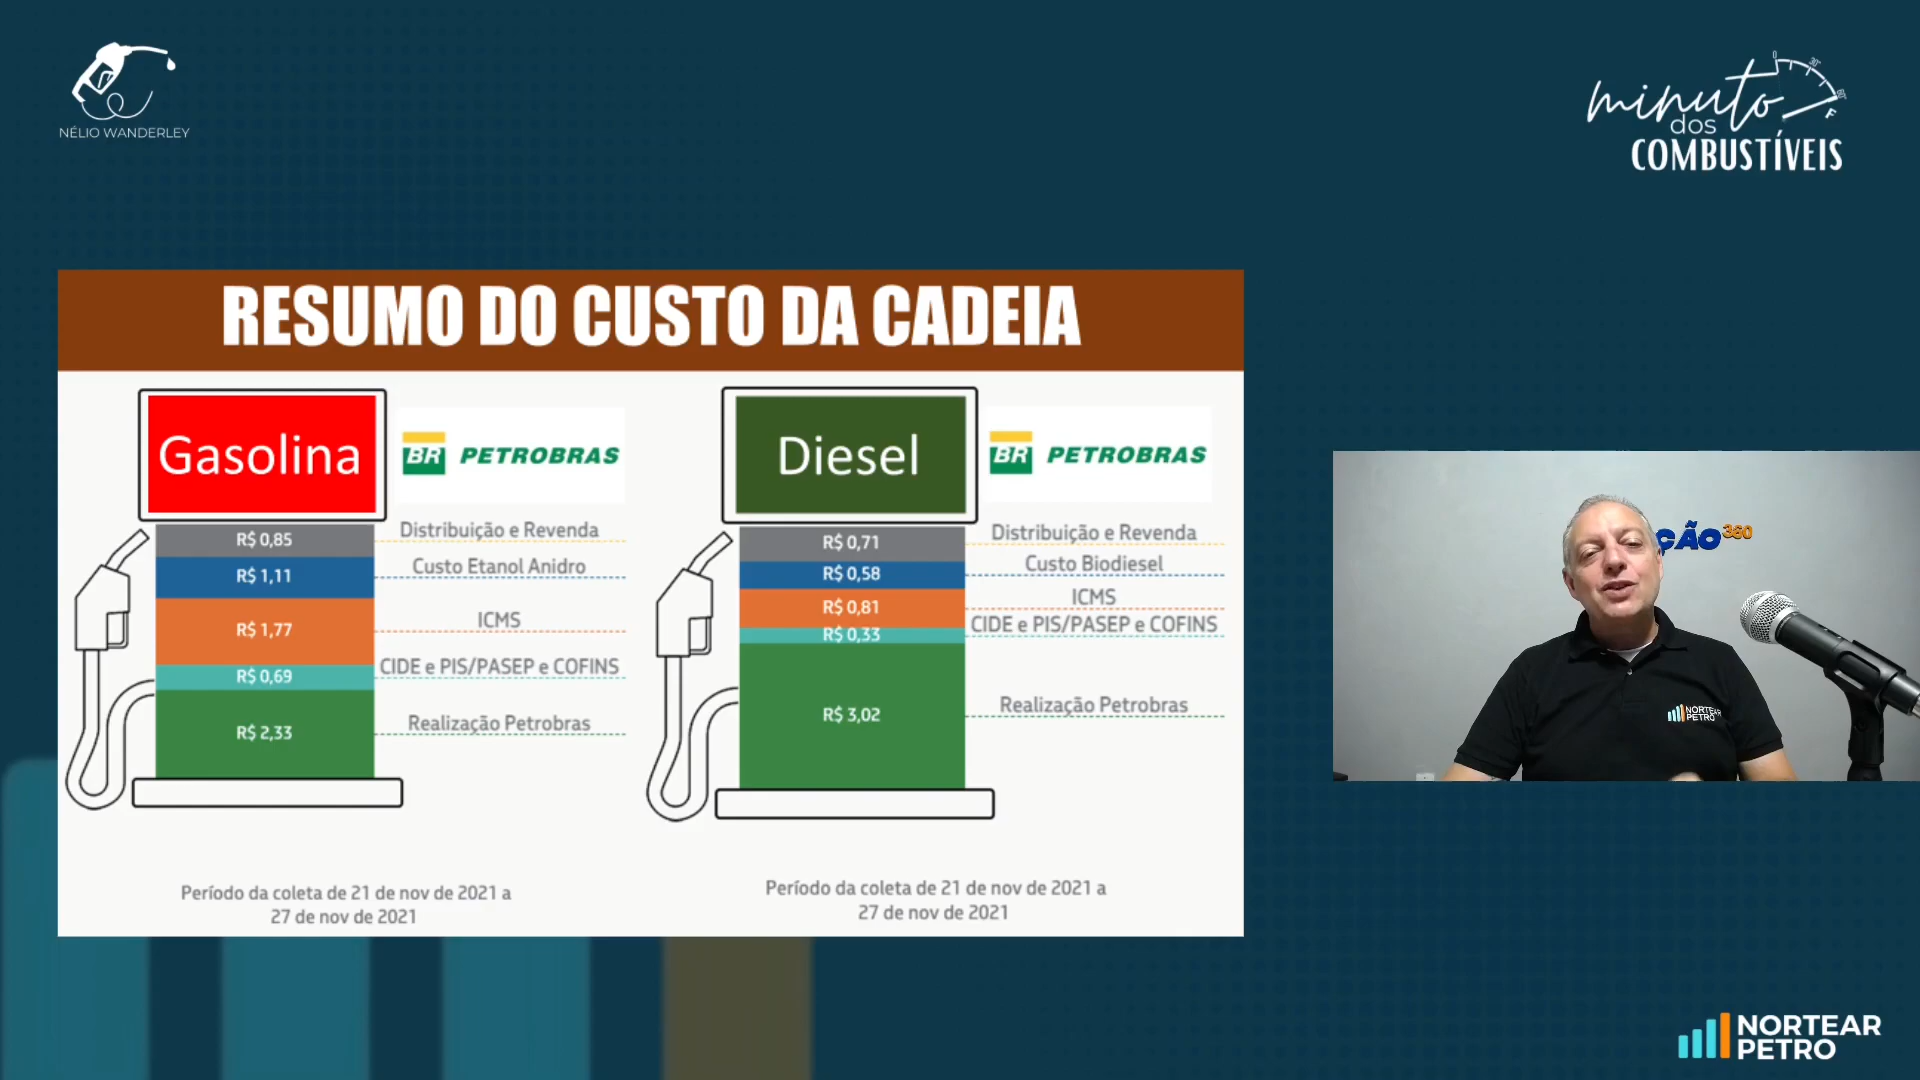 NÉLIO WANDERLEY
minuto
dos
COMBUSTÍVEIS
RESUMO DO CUSTO DA CADEIA
Gasolina
BR PETROBRAS
R$ 0,85
Distribuição e Revenda
R$ 1,11
Custo Etanol Anidro
R$ 1,77
ICMS
R$ 0,69
CIDE e PIS/PASEP e COFINS
R$ 2,33
Realização Petrobras
Período da coleta de 21 de nov de 2021 a
27 de nov de 2021
Diesel
BR PETROBRAS
R$ 0,71
Distribuição e Revenda
R$ 0,58
Custo Biodiesel
R$ 0,81
ICMS
R$ 0,33
CIDE e PIS/PASEP e COFINS
R$ 3,02
Realização Petrobras
Período da coleta de 21 de nov de 2021 a
27 de nov de 2021
ÇÃO 360
NORTEAR
PETRO
NORTEAR
PETRO